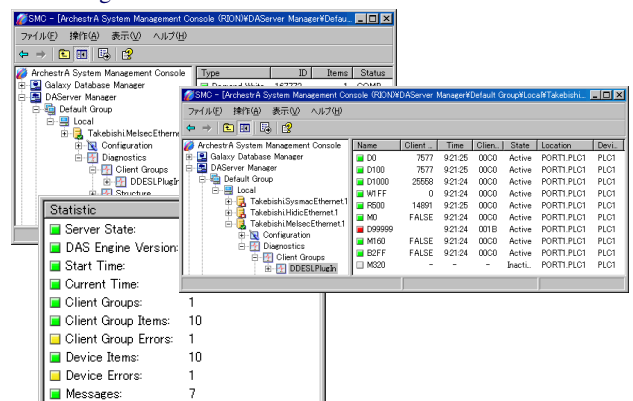 SMC - [ArchestrA System Management Console (RION)¥DAServer Manager¥Defau...
ファイル(F) 操作(A) 表示(V) ヘルプ(H)
ArchestrA System Management Console
Galaxy Database Manager
DAServer Manager
Default Group
Local
Takebishi.MelsecEthern
Configuration
Diagnostics
Client Groups
DDESLPlugIn
Structure
Type ID Items Status
Demand White 167772 1 COMP
SMC - [ArchestrA System Management Console (RION)¥DAServer Manager¥Default Group¥Local¥Takebishi...
ファイル(F) 操作(A) 表示(V) ヘルプ(H)
ArchestrA System Management Console
Galaxy Database Manager
DAServer Manager
Default Group
Local
Takebishi.SysmacEthernet.1
Takebishi.HidicEthernet.1
Takebishi.MelsecEthernet.1
Configuration
Diagnostics
Client Groups
DDESLPlugIn
Name Client ... Time Clien... State Location Devi...
D0 7577 9:21:25 00C0 Active PORT1.PLC1 PLC1
D100 7577 9:21:25 00C0 Active PORT1.PLC1 PLC1
D1000 25558 9:21:24 00C0 Active PORT1.PLC1 PLC1
W1FF 0 9:21:24 00C0 Active PORT1.PLC1 PLC1
R500 14891 9:21:25 00C0 Active PORT1.PLC1 PLC1
M0 FALSE 9:21:24 00C0 Active PORT1.PLC1 PLC1
D99999 9:21:24 001B Active PORT1.PLC1 PLC1
M160 FALSE 9:21:24 00C0 Active PORT1.PLC1 PLC1
B2FF FALSE 9:21:24 00C0 Active PORT1.PLC1 PLC1
M320 - - - Inacti... PORT1.PLC1 PLC1
Statistic
Server State:
DAS Engine Version:
Start Time:
Current Time:
Client Groups: 1
Client Group Items: 10
Client Group Errors: 1
Device Items: 10
Device Errors: 1
Messages: 7